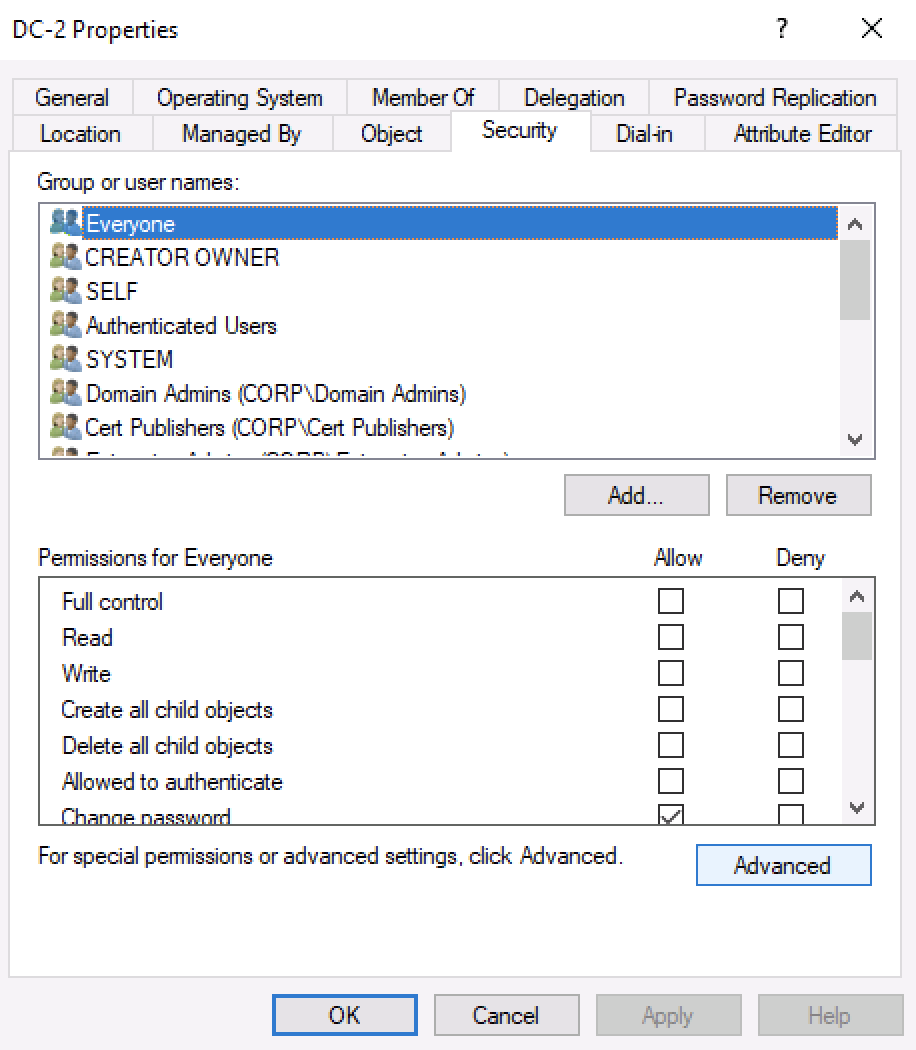 DC-2 Properties
?
General Operating System Member Of Delegation Password Replication
Location Managed By Object Security Dial-in Attribute Editor
Group or user names:
Everyone
CREATOR OWNER
SELF
Authenticated Users
SYSTEM
Domain Admins (CORP\Domain Admins)
Cert Publishers (CORP\Cert Publishers)
Add... Remove
Permissions for Everyone Allow Deny
Full control
Read
Write
Create all child objects
Delete all child objects
Allowed to authenticate
Change password
For special permissions or advanced settings, click Advanced. Advanced
OK Cancel Apply Help